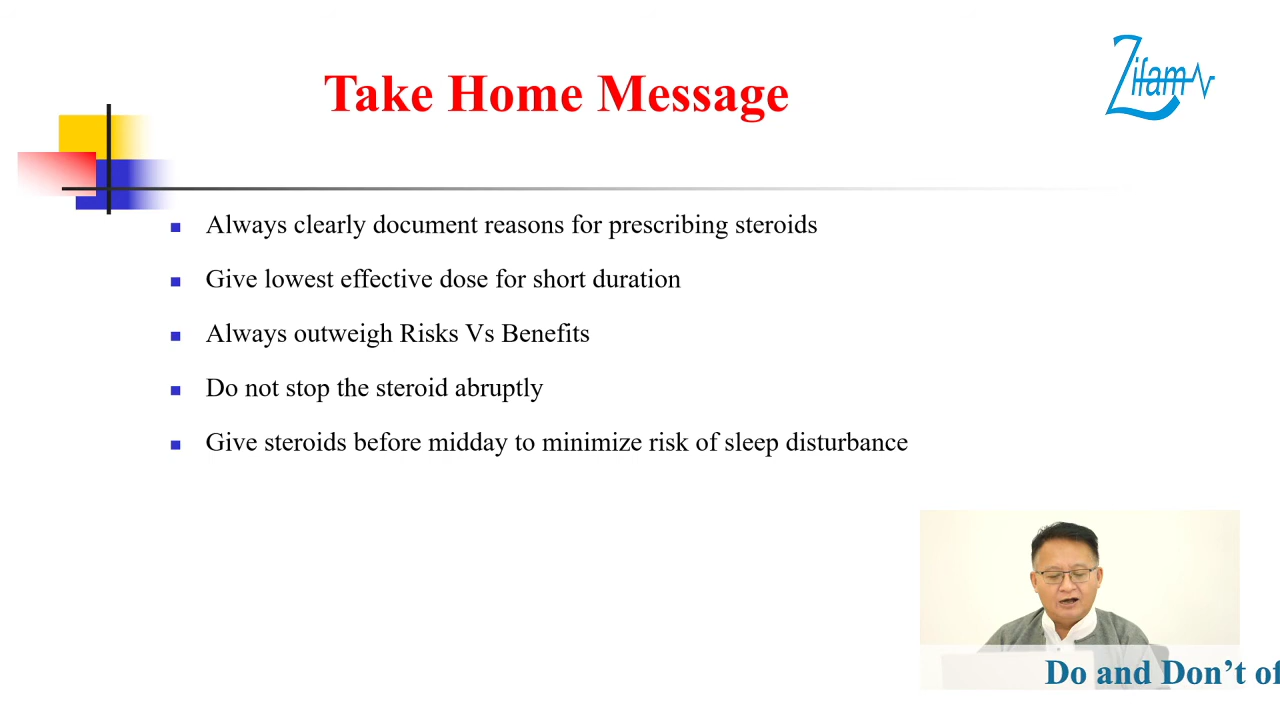 Take Home Message
Zifam
Always clearly document reasons for prescribing steroids
Give lowest effective dose for short duration
Always outweigh Risks Vs Benefits
Do not stop the steroid abruptly
Give steroids before midday to minimize risk of sleep disturbance
Do and Don’t of